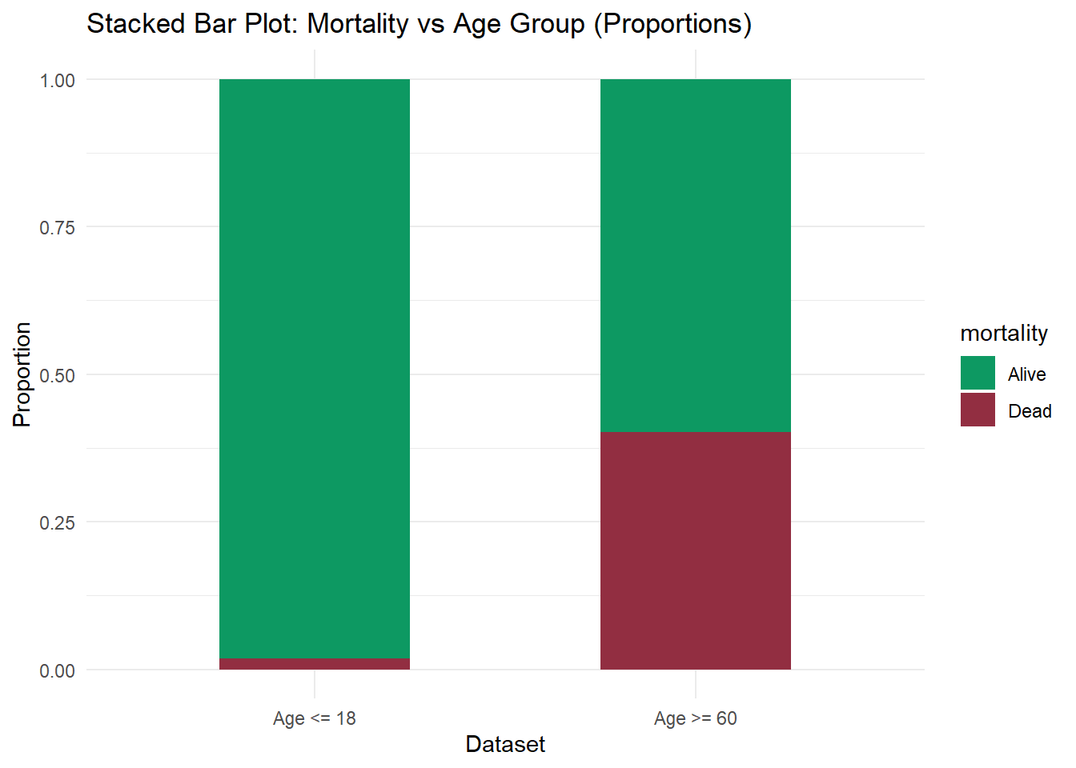 Stacked Bar Plot: Mortality vs Age Group (Proportions)
1.00
0.75
0.50
0.25
0.00
Proportion
Age <= 18
Age >= 60
Dataset
mortality
Alive
Dead